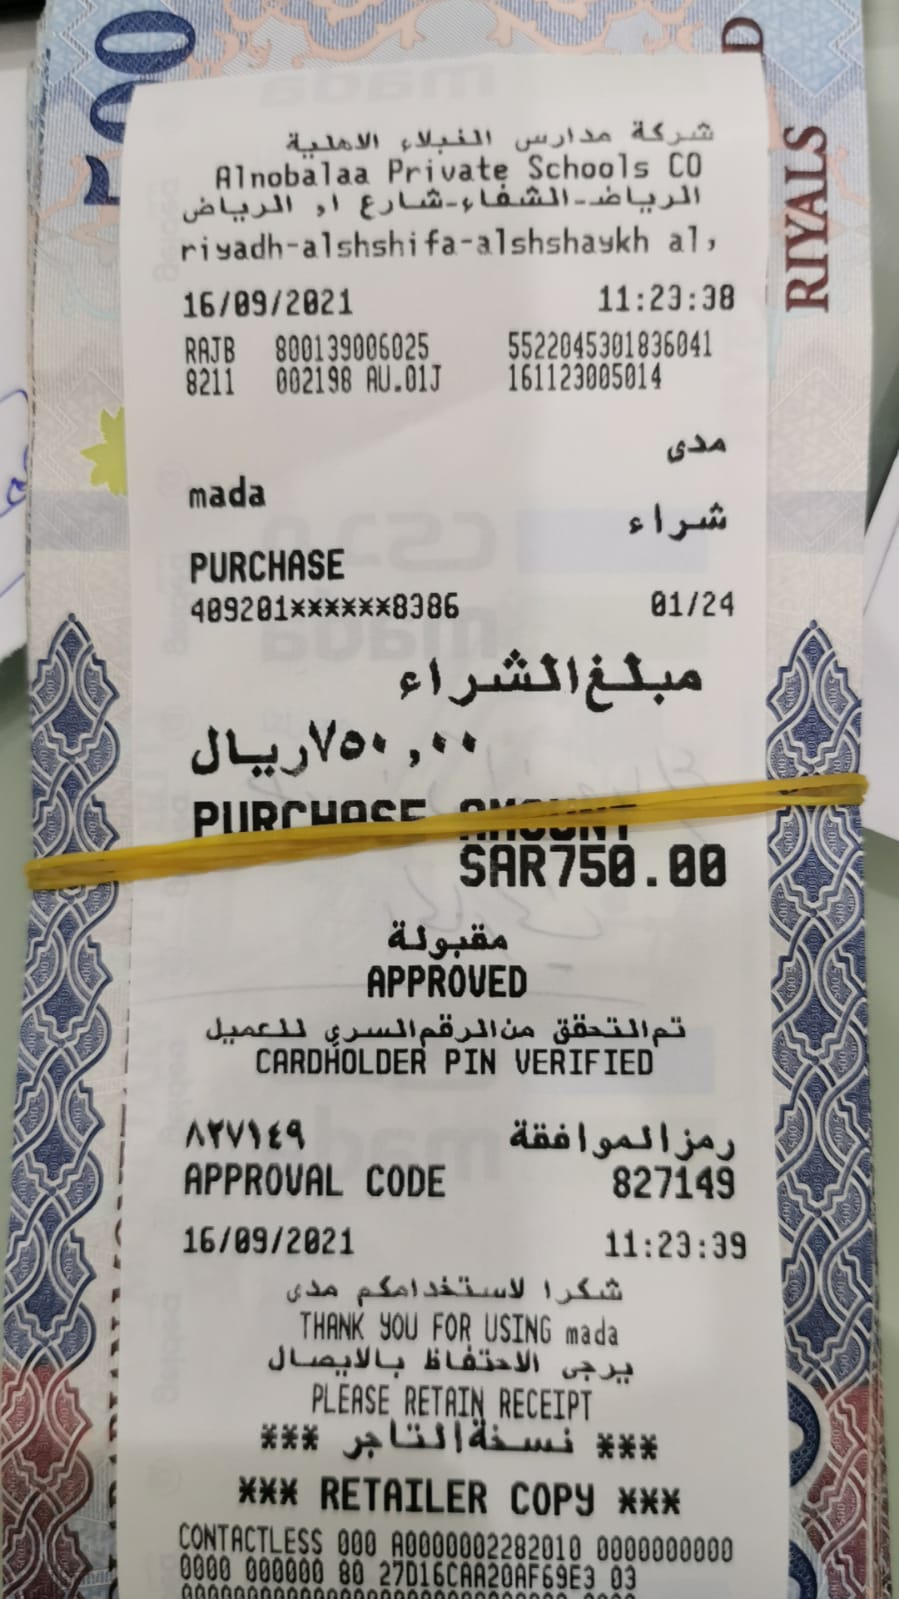 500
RIYALS
شركة مدارس النبلاء الاهلية
Alnobalaa Private Schools CO
الرياض-الشفاء-شارع ا, الرياض
riyadh-alshshifa-alshshaykh al,
16/09/2021 11:23:38
RAJB 800139006025 5522045301836041
8211 002198 AU.01J 161123005014
مدى
mada
شراء
PURCHASE
409201******8386 01/24
مبلغ الشراء
٧٥٠,٠٠ ريال
PURCHASE AMOUNT
SAR750.00
مقبولة
APPROVED
تم التحقق من الرقم السري للعميل
CARDHOLDER PIN VERIFIED
رمز الموافقة ٨٢٧١٤٩
APPROVAL CODE 827149
16/09/2021 11:23:39
شكرا لاستخدامكم مدى
THANK YOU FOR USING mada
يرجى الاحتفاظ بالايصال
PLEASE RETAIN RECEIPT
*** نسخة التاجر ***
*** RETAILER COPY ***
CONTACTLESS 000 A00000002282010 0000000000
0000 000000 80 27D16CAA20AF69E3 03